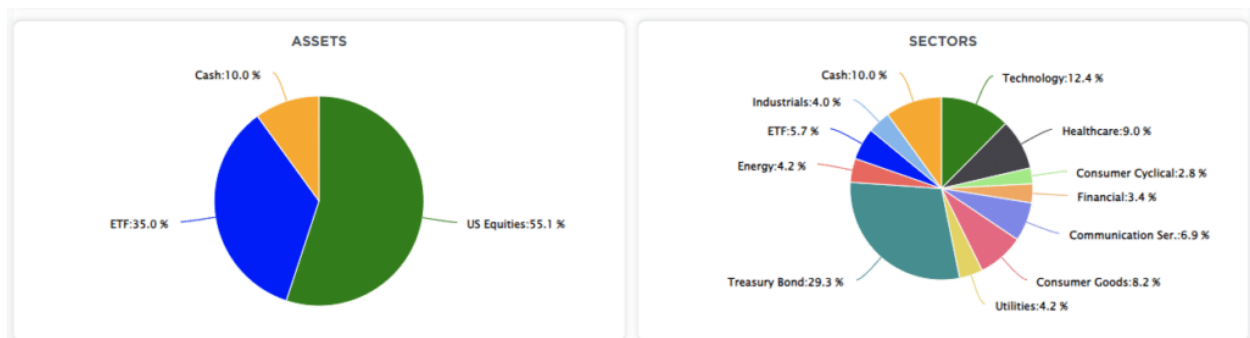 ASSETS
Cash:10.0 %
ETF:35.0 %
US Equities:55.1 %
SECTORS
Cash:10.0 %
Technology:12.4 %
Industrials:4.0 %
ETF:5.7 %
Healthcare:9.0 %
Energy:4.2 %
Consumer Cyclical:2.8 %
Financial:3.4 %
Communication Ser.:6.9 %
Treasury Bond:29.3 %
Consumer Goods:8.2 %
Utilities:4.2 %